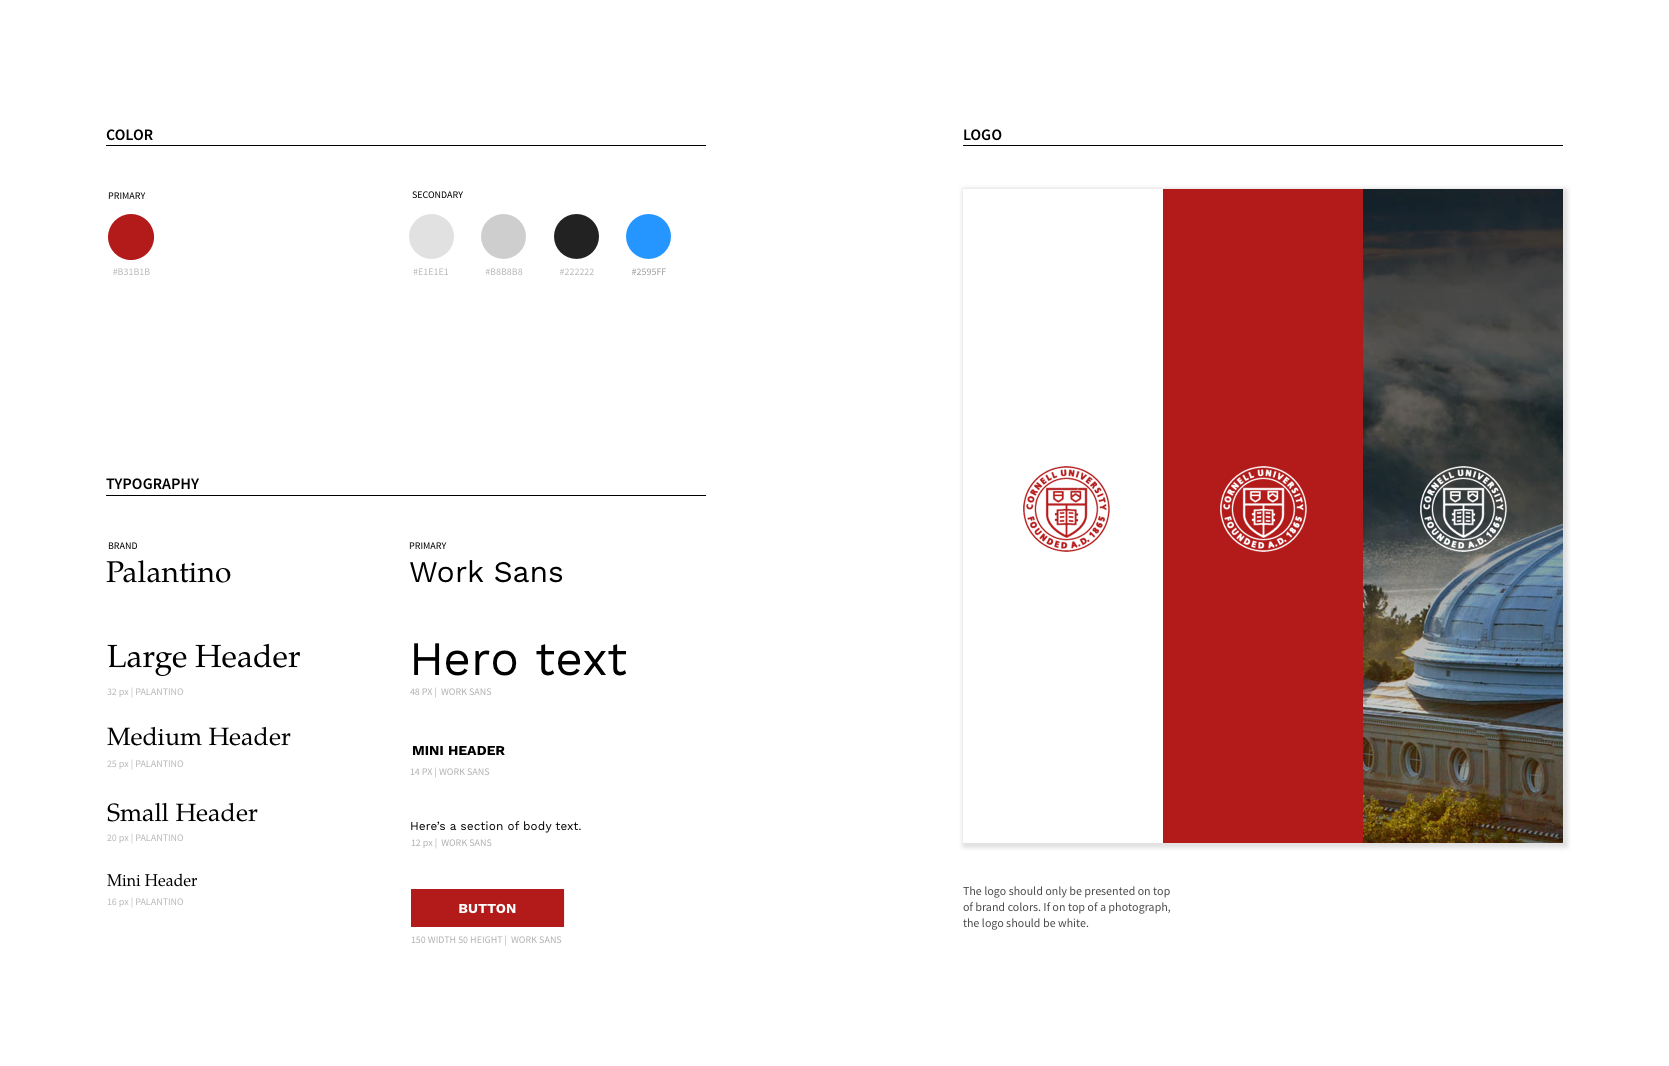 COLOR
PRIMARY
#B31B1B
SECONDARY
#E1E1E1
#B8B8B8
#222222
#2595FF
TYPOGRAPHY
BRAND
Palantino
Large Header
32 px | PALANTINO
Medium Header
25 px | PALANTINO
Small Header
20 px | PALANTINO
Mini Header
16 px | PALANTINO
PRIMARY
Work Sans
Hero text
48 PX | WORK SANS
MINI HEADER
14 PX | WORK SANS
Here's a section of body text.
12 px | WORK SANS
BUTTON
150 WIDTH 50 HEIGHT | WORK SANS
LOGO
CORNELL UNIVERSITY
FOUNDED A.D. 1865
CORNELL UNIVERSITY
FOUNDED A.D. 1865
CORNELL UNIVERSITY
FOUNDED A.D. 1865
The logo should only be presented on top
of brand colors. If on top of a photograph,
the logo should be white.